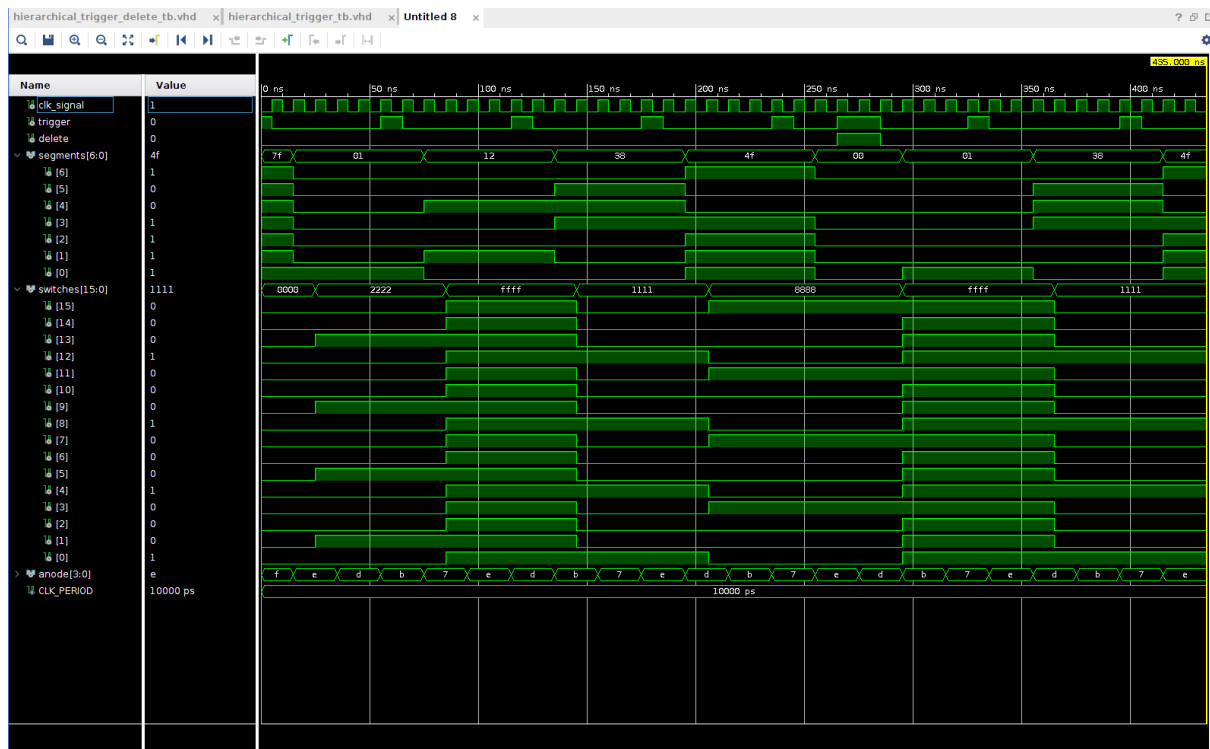 hierarchical_trigger_delete_tb.vhd × hierarchical_trigger_tb.vhd × Untitled 8 ×
435.000 ns
Name Value
0 ns 50 ns 100 ns 150 ns 200 ns 250 ns 300 ns 350 ns 400 ns
clk_signal 1
trigger 0
delete 0
segments[6:0] 4f 7f 01 12 38 4f 00 01 38 4f
[6] 1
[5] 0
[4] 0
[3] 1
[2] 1
[1] 1
[0] 1
switches[15:0] 1111 0000 2222 ffff 1111 8888 ffff 1111
[15] 0
[14] 0
[13] 0
[12] 1
[11] 0
[10] 0
[9] 0
[8] 1
[7] 0
[6] 0
[5] 0
[4] 1
[3] 0
[2] 0
[1] 0
[0] 1
anode[3:0] e f e d b 7 e d b 7 e d b 7 e d b 7 e d b 7 e
CLK_PERIOD 10000 ps 10000 ps